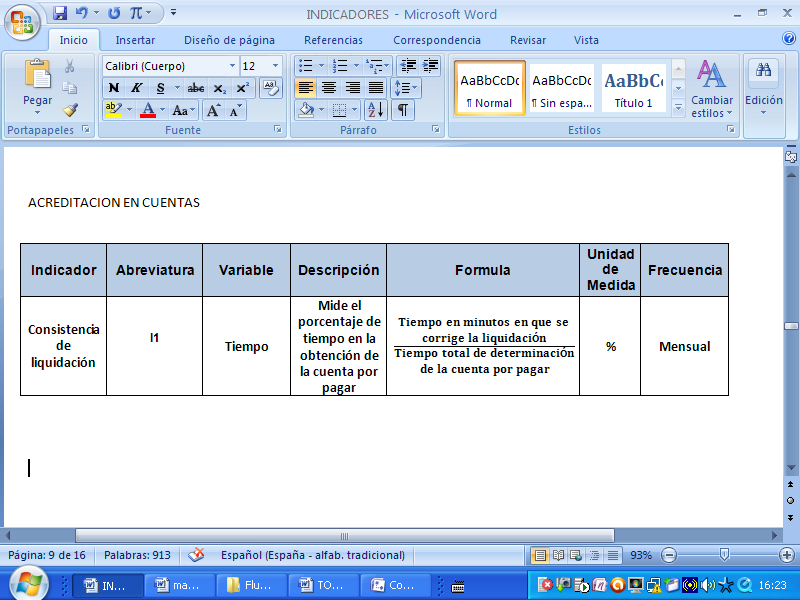 INDICADORES - Microsoft Word
Inicio Insertar Diseño de página Referencias Correspondencia Revisar Vista
Pegar
Portapapeles
Calibri (Cuerpo) 12
N K S abc x₂ x² Aa
ab A Aa A A
Fuente
Párrafo
AaBbCcDc AaBbCcDc AaBbC
¶ Normal ¶ Sin espa... Título 1
Cambiar
estilos
Estilos
Edición
ACREDITACION EN CUENTAS
Indicador
Abreviatura
Variable
Descripción
Formula
Unidad
de
Medida
Frecuencia
Consistencia
de
liquidación
I1
Tiempo
Mide el
porcentaje de
tiempo en la
obtención de
la cuenta por
pagar
Tiempo en minutos en que se
corrige la liquidación
Tiempo total de determinación
de la cuenta por pagar
%
Mensual
Página: 9 de 16 Palabras: 913 Español (España - alfab. tradicional) 93%
IN... ma... Flu... TO... Co... 16:23